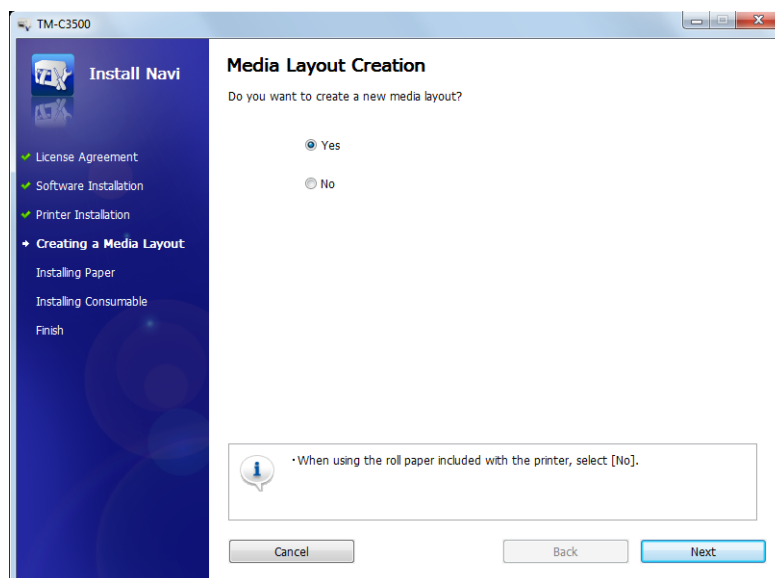 TM-C3500
Install Navi
License Agreement
Software Installation
Printer Installation
Creating a Media Layout
Installing Paper
Installing Consumable
Finish
Media Layout Creation
Do you want to create a new media layout?
Yes
No
・When using the roll paper included with the printer, select [No].
Cancel
Back
Next